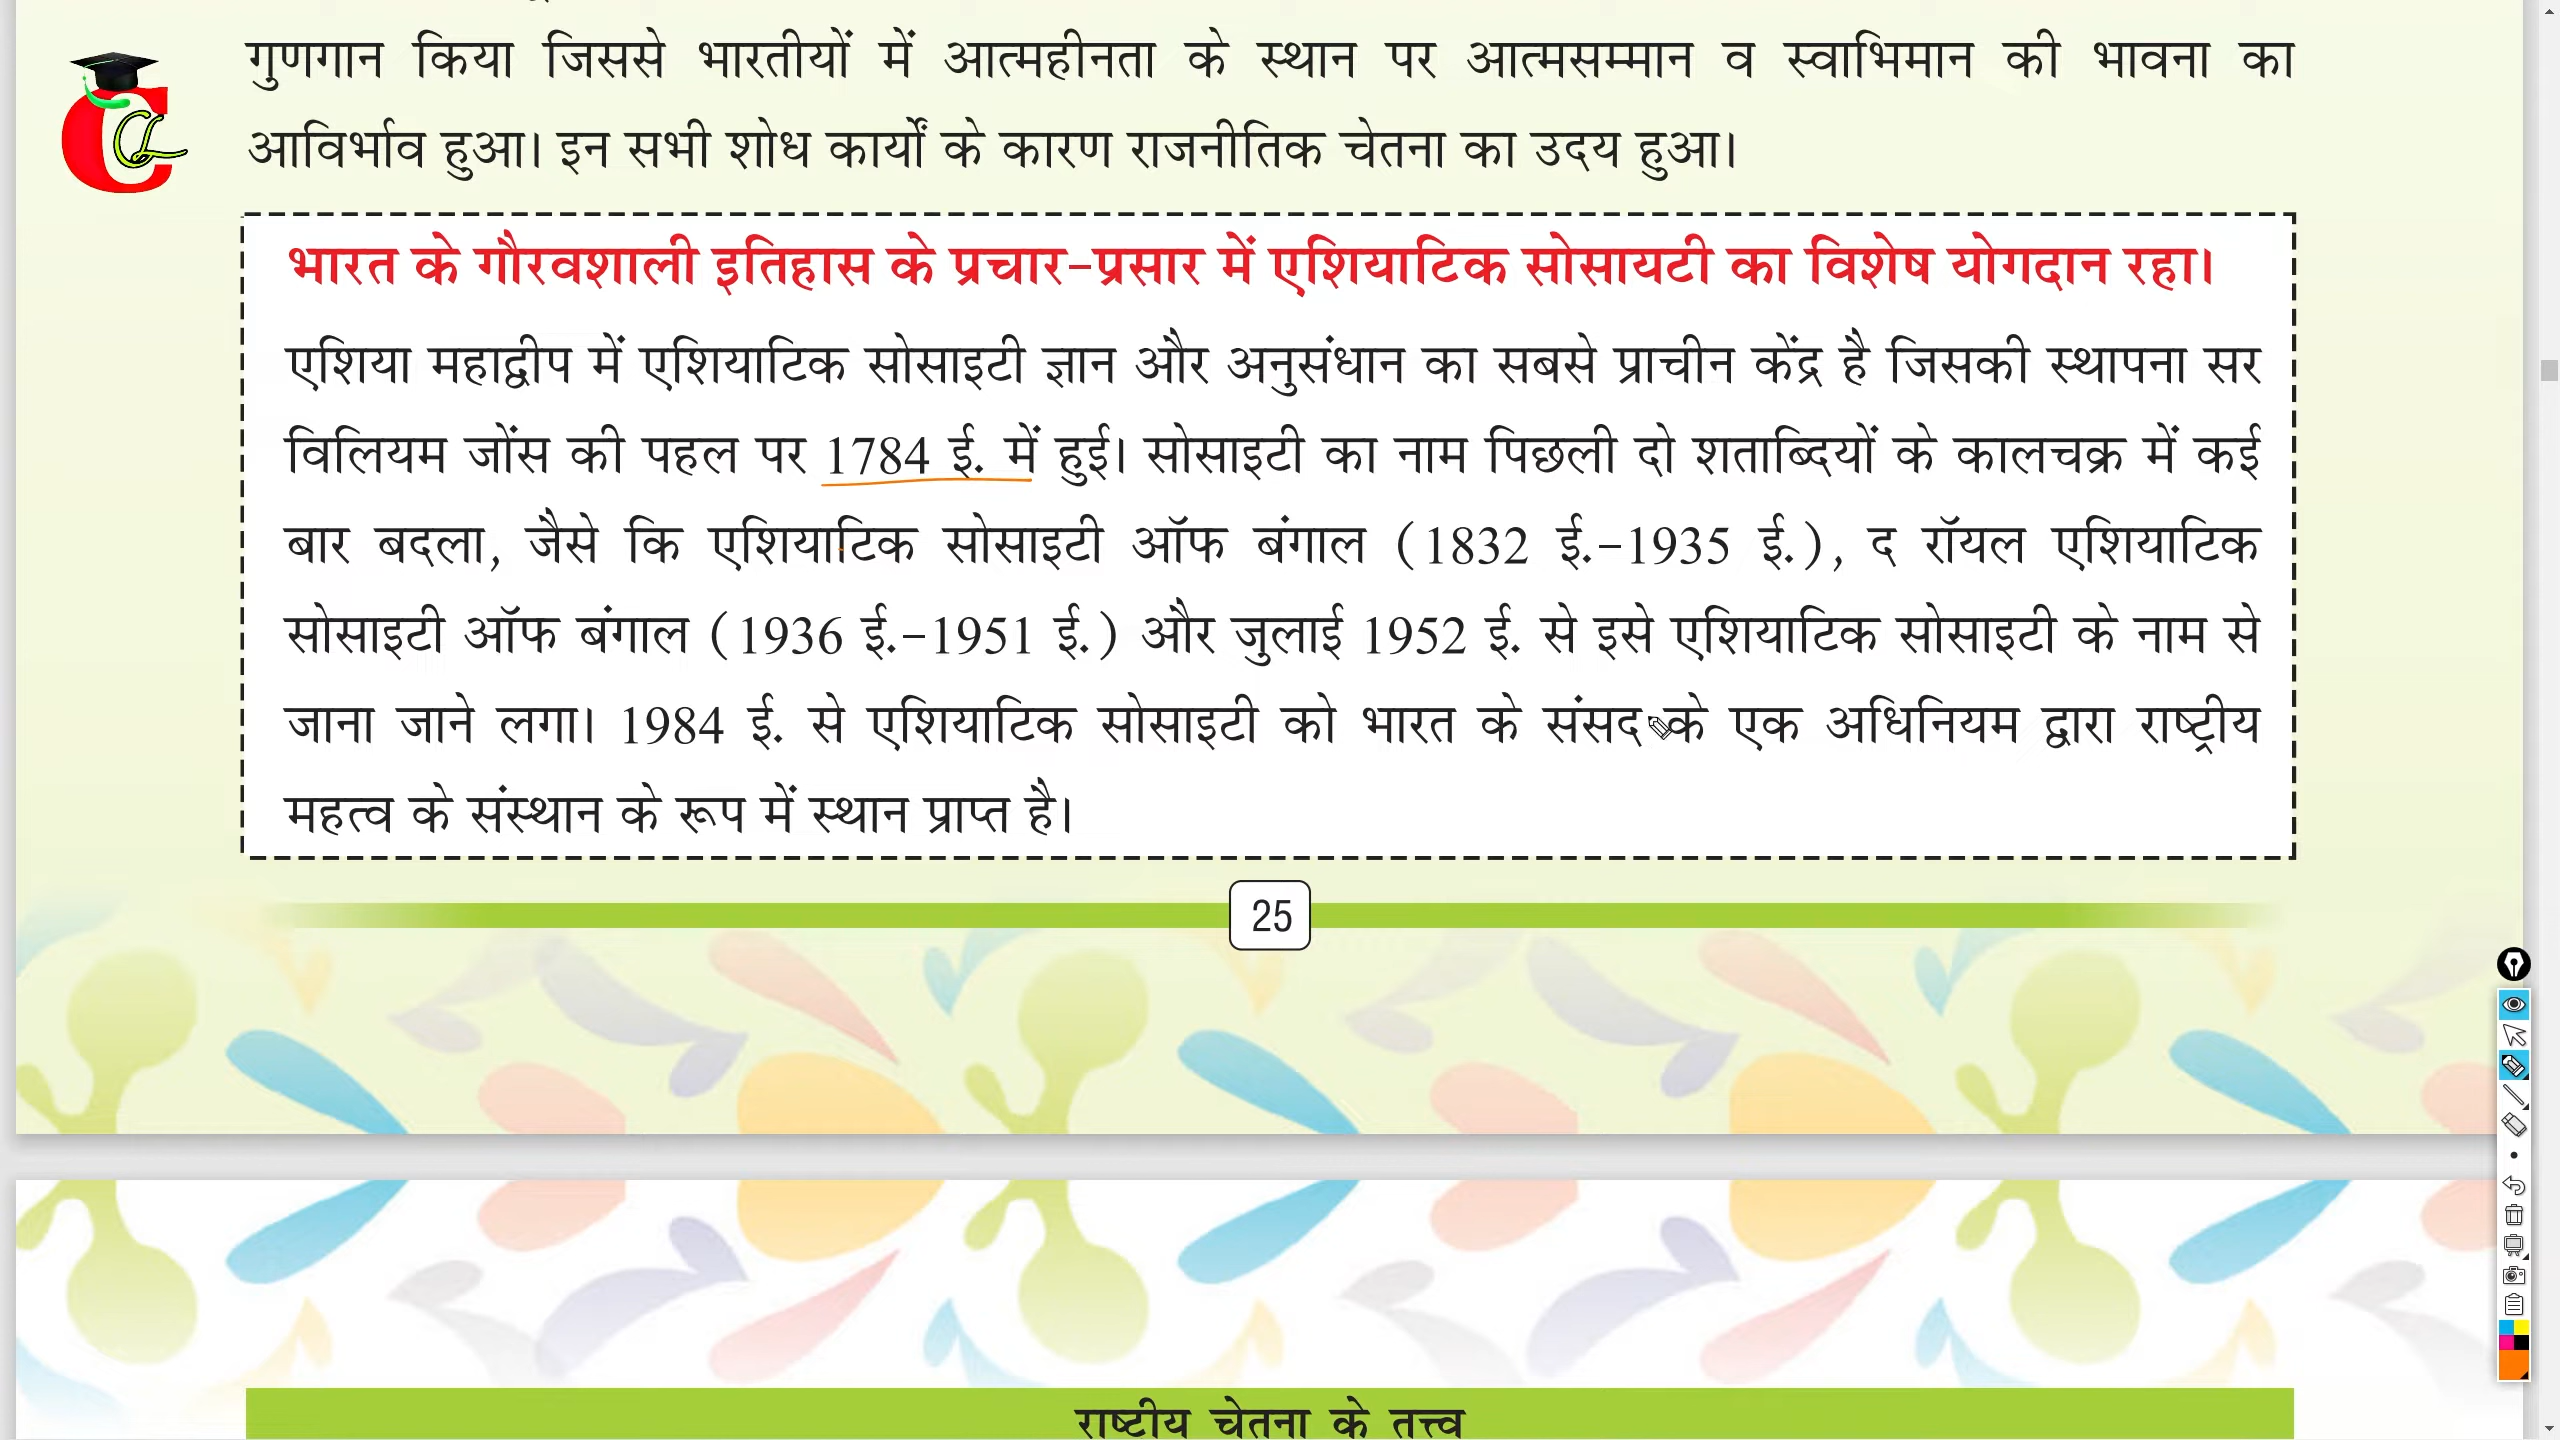 गुणगान किया जिससे भारतीयों में आत्महीनता के स्थान पर आत्मसम्मान व स्वाभिमान की भावना का
आविर्भाव हुआ। इन सभी शोध कार्यों के कारण राजनीतिक चेतना का उदय हुआ।
भारत के गौरवशाली इतिहास के प्रचार-प्रसार में एशियाटिक सोसायटी का विशेष योगदान रहा।
एशिया महाद्वीप में एशियाटिक सोसाइटी ज्ञान और अनुसंधान का सबसे प्राचीन केंद्र है जिसकी स्थापना सर
विलियम जोंस की पहल पर 1784 ई. में हुई। सोसाइटी का नाम पिछली दो शताब्दियों के कालचक्र में कई
बार बदला, जैसे कि एशियाटिक सोसाइटी ऑफ बंगाल (1832 ई.-1935 ई.), द रॉयल एशियाटिक
सोसाइटी ऑफ बंगाल (1936 ई.-1951 ई.) और जुलाई 1952 ई. से इसे एशियाटिक सोसाइटी के नाम से
जाना जाने लगा। 1984 ई. से एशियाटिक सोसाइटी को भारत के संसद के एक अधिनियम द्वारा राष्ट्रीय
महत्व के संस्थान के रूप में स्थान प्राप्त है।
25
राष्टीय चेतना के तत्त्व